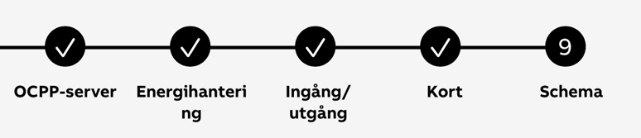 9
OCPP-server Energihanteri Ingång/ Kort Schema
ng utgång